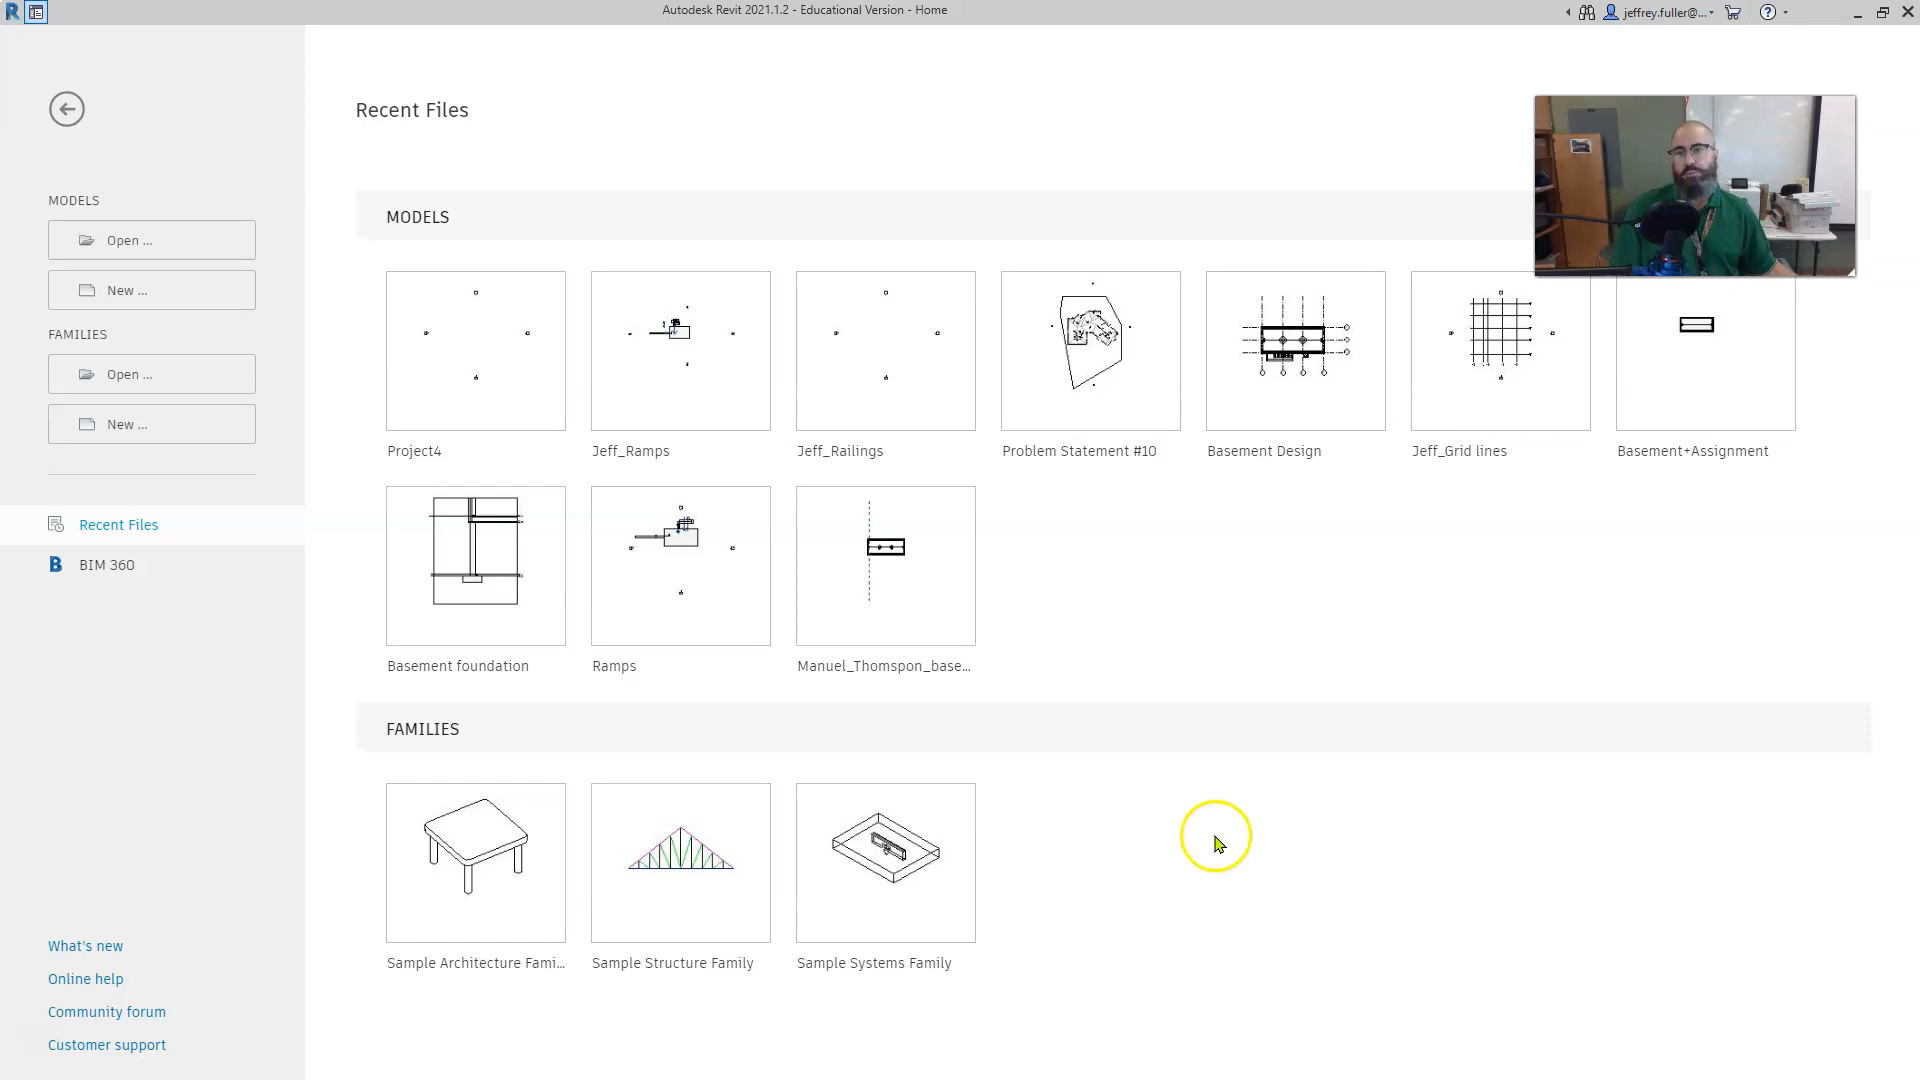 Autodesk Revit 2021.1.2 - Educational Version - Home
jeffrey.fuller@...
Recent Files
MODELS
Open ...
New ...
FAMILIES
Open ...
New ...
Recent Files
BIM 360
What's new
Online help
Community forum
Customer support
MODELS
Project4
Jeff_Ramps
Jeff_Railings
Problem Statement #10
Basement Design
Jeff_Grid lines
Basement+Assignment
Basement foundation
Ramps
Manuel_Thomspon_base...
FAMILIES
Sample Architecture Fami...
Sample Structure Family
Sample Systems Family